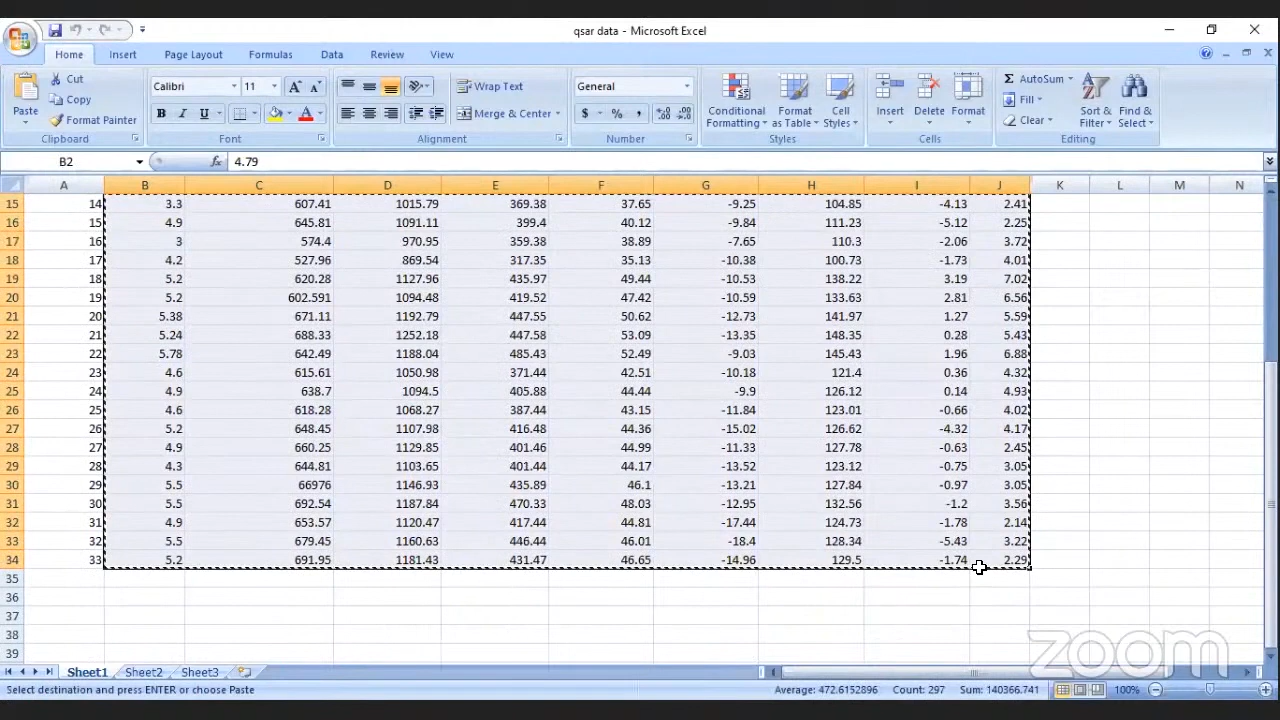 qsar data - Microsoft Excel
Home Insert Page Layout Formulas Data Review View
Cut
Copy
Format Painter
Paste
Calibri 11
Wrap Text
Merge & Center
General
Conditional Formatting
Format as Table
Cell Styles
Insert
Delete
Format
AutoSum
Fill
Clear
Sort & Filter
Find & Select
Clipboard Font Alignment Number Styles Cells Editing
B2 fx 4.79
A B C D E F G H I J K L M N
15 14 3.3 607.41 1015.79 369.38 37.65 -9.25 104.85 -4.13 2.41
16 15 4.9 645.81 1091.11 399.4 40.12 -9.84 111.23 -5.12 2.25
17 16 3 574.4 970.95 359.38 38.89 -7.65 110.3 -2.06 3.72
18 17 4.2 527.96 869.54 317.35 35.13 -10.38 100.73 -1.73 4.01
19 18 5.2 620.28 1127.96 435.97 49.44 -10.53 138.22 3.19 7.02
20 19 5.2 602.591 1094.48 419.52 47.42 -10.59 133.63 2.81 6.56
21 20 5.38 671.11 1192.79 447.55 50.62 -12.73 141.97 1.27 5.59
22 21 5.24 688.33 1252.18 447.58 53.09 -13.35 148.35 0.28 5.43
23 22 5.78 642.49 1188.04 485.43 52.49 -9.03 145.43 1.96 6.88
24 23 4.6 615.61 1050.98 371.44 42.51 -10.18 121.4 0.36 4.32
25 24 4.9 638.7 1094.5 405.88 44.44 -9.9 126.12 0.14 4.93
26 25 4.6 618.28 1068.27 387.44 43.15 -11.84 123.01 -0.66 4.02
27 26 5.2 648.45 1107.98 416.48 44.36 -15.02 126.62 -4.32 4.17
28 27 4.9 660.25 1129.85 401.46 44.99 -11.33 127.78 -0.63 2.45
29 28 4.3 644.81 1103.65 401.44 44.17 -13.52 123.12 -0.75 3.05
30 29 5.5 66976 1146.93 435.89 46.1 -13.21 127.84 -0.97 3.05
31 30 5.5 692.54 1187.84 470.33 48.03 -12.95 132.56 -1.2 3.56
32 31 4.9 653.57 1120.47 417.44 44.81 -17.44 124.73 -1.78 2.14
33 32 5.5 679.45 1160.63 446.44 46.01 -18.4 128.34 -5.43 3.22
34 33 5.2 691.95 1181.43 431.47 46.65 -14.96 129.5 -1.74 2.29
35
36
37
38
39
zoom
Sheet1 Sheet2 Sheet3
Select destination and press ENTER or choose Paste Average: 472.6152896 Count: 297 Sum: 140366.741 100%